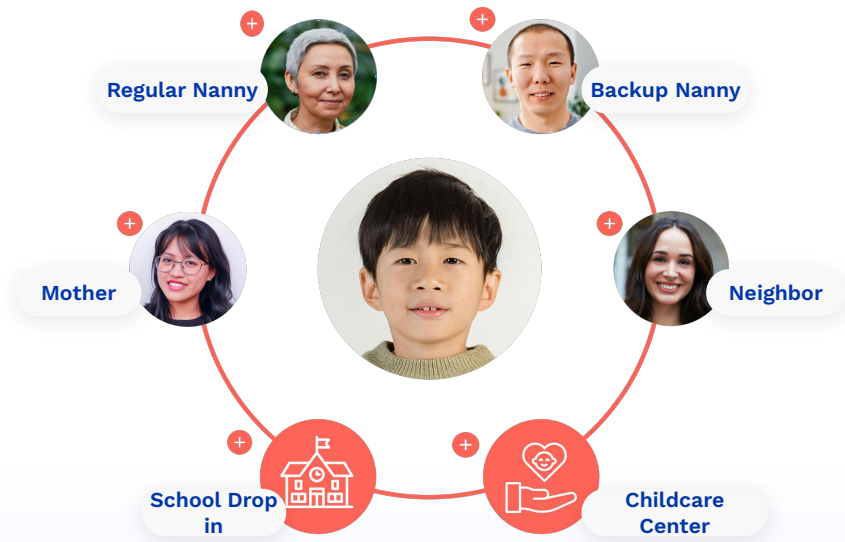 Regular Nanny
Backup Nanny
Mother
Neighbor
School Drop
in
Childcare
Center